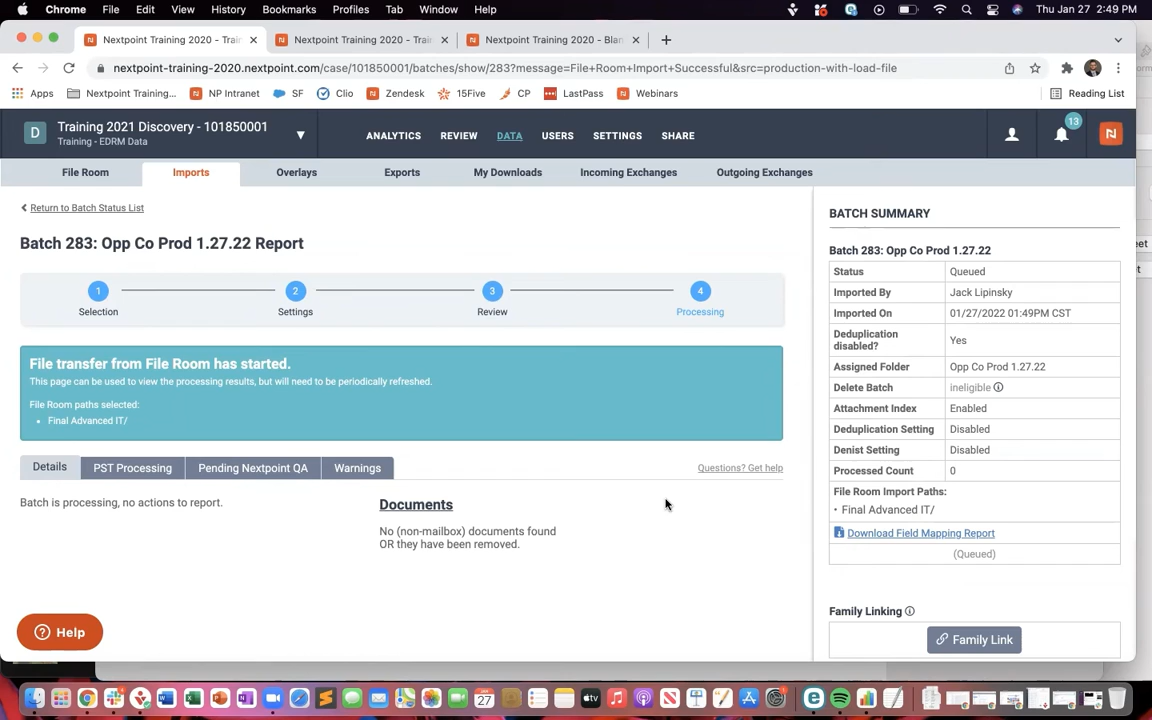 Chrome File Edit View History Bookmarks Profiles Tab Window Help Thu Jan 27 2:49 PM
Nextpoint Training 2020 - Trai Nextpoint Training 2020 - Trai Nextpoint Training 2020 - Blan
nextpoint-training-2020.nextpoint.com/case/101850001/batches/show/283?message=File+Room+Import+Successful&src=production-with-load-file
Apps Nextpoint Training... NP Intranet SF Clio Zendesk 15Five CP LastPass Webinars Reading List
D Training 2021 Discovery - 101850001
Training - EDRM Data
ANALYTICS REVIEW DATA USERS SETTINGS SHARE 13
File Room Imports Overlays Exports My Downloads Incoming Exchanges Outgoing Exchanges
Return to Batch Status List
Batch 283: Opp Co Prod 1.27.22 Report
1 2 3 4
Selection Settings Review Processing
File transfer from File Room has started.
This page can be used to view the processing results, but will need to be periodically refreshed.
File Room paths selected:
• Final Advanced IT/
Details PST Processing Pending Nextpoint QA Warnings Questions? Get help
Batch is processing, no actions to report.
Documents
No (non-mailbox) documents found
OR they have been removed.
Help
BATCH SUMMARY
Batch 283: Opp Co Prod 1.27.22
Status Queued
Imported By Jack Lipinsky
Imported On 01/27/2022 01:49PM CST
Deduplication
disabled? Yes
Assigned Folder Opp Co Prod 1.27.22
Delete Batch ineligible
Attachment Index Enabled
Deduplication Setting Disabled
Denist Setting Disabled
Processed Count 0
File Room Import Paths:
• Final Advanced IT/
Download Field Mapping Report
(Queued)
Family Linking
Family Link